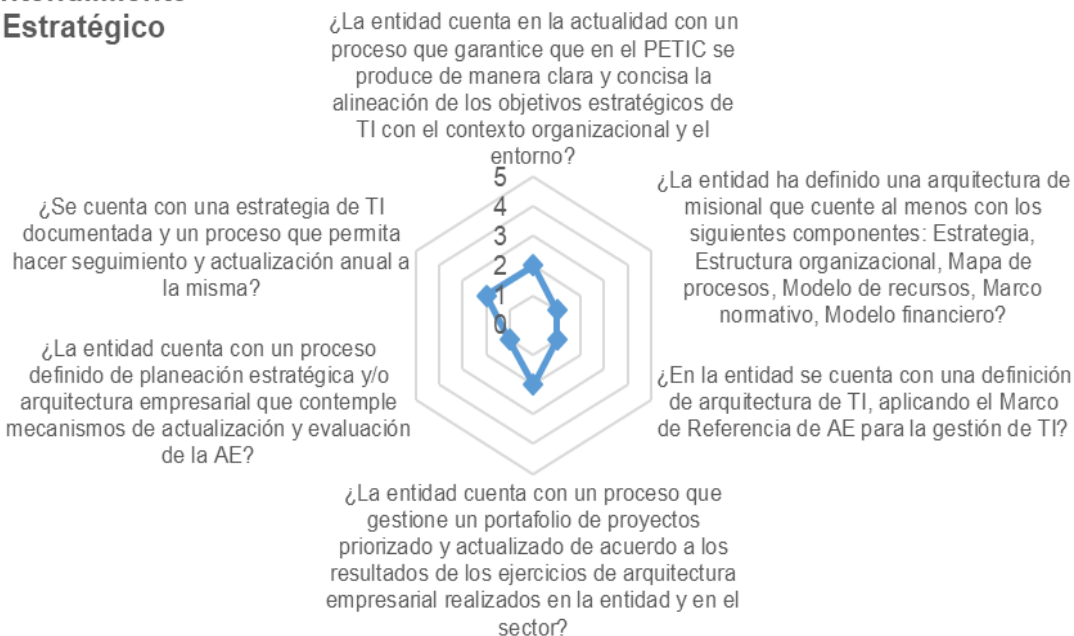 Estratégico
¿La entidad cuenta en la actualidad con un
proceso que garantice que en el PETIC se
produce de manera clara y concisa la
alineación de los objetivos estratégicos de
TI con el contexto organizacional y el
entorno?
5
4
3
2
1
0
¿La entidad ha definido una arquitectura de
misional que cuente al menos con los
siguientes componentes: Estrategia,
Estructura organizacional, Mapa de
procesos, Modelo de recursos, Marco
normativo, Modelo financiero?
¿En la entidad se cuenta con una definición
de arquitectura de TI, aplicando el Marco
de Referencia de AE para la gestión de TI?
¿La entidad cuenta con un proceso que
gestione un portafolio de proyectos
priorizado y actualizado de acuerdo a los
resultados de los ejercicios de arquitectura
empresarial realizados en la entidad y en el
sector?
¿La entidad cuenta con un proceso
definido de planeación estratégica y/o
arquitectura empresarial que contemple
mecanismos de actualización y evaluación
de la AE?
¿Se cuenta con una estrategia de TI
documentada y un proceso que permita
hacer seguimiento y actualización anual a
la misma?